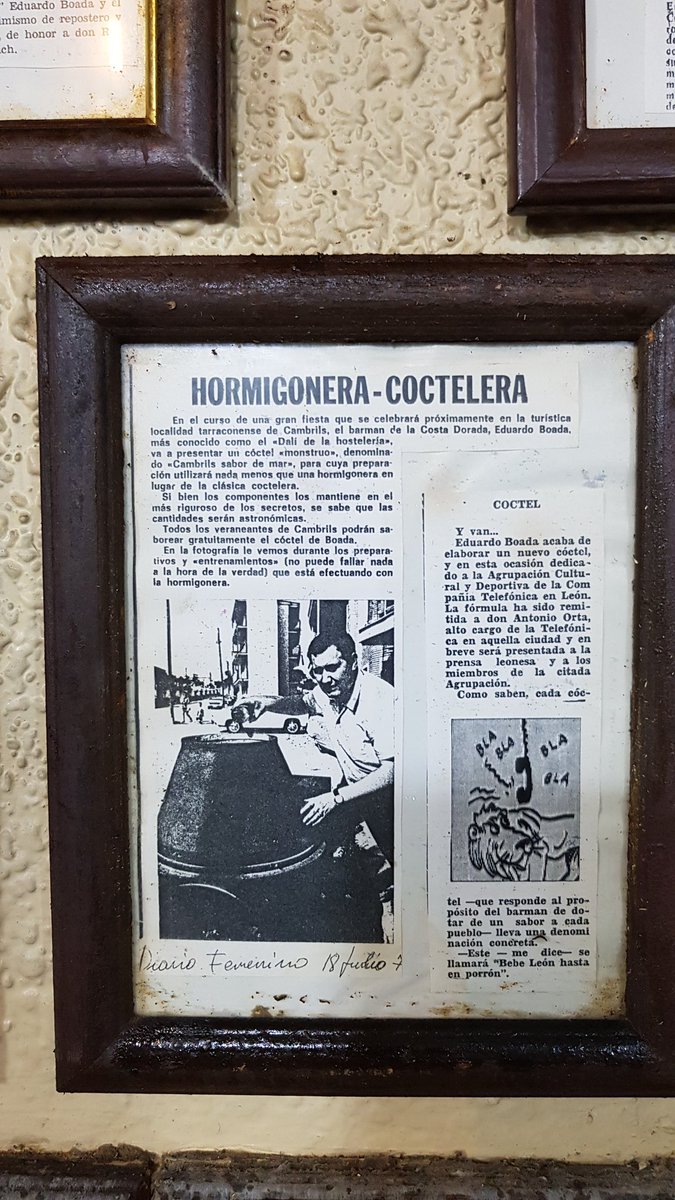 " Eduardo Boada y el
imismo de repostero y
, de honor a don R
ich.
HORMIGONERA-COCTELERA
En el curso de una gran fiesta que se celebrará próximamente en la turística
localidad tarraconense de Cambrils, el barman de la Costa Dorada, Eduardo Boada,
más conocido como el «Dalí de la hostelería»,
va a presentar un cóctel «monstruo», denomina-
do «Cambrils sabor de mar», para cuya prepara-
ción utilizará nada menos que una hormigonera en
lugar de la clásica coctelera.
Si bien los componentes los mantiene en el
más riguroso de los secretos, se sabe que las
cantidades serán astronómicas.
Todos los veraneantes de Cambrils podrán sa-
borear gratuitamente el cóctel de Boada.
En la fotografía le vemos durante los prepara-
tivos y «entrenamientos» (no puede fallar nada
a la hora de la verdad) que está efectuando con
la hormigonera.
Diario Femenino 18 Julio 7
COCTEL
Y van...
Eduardo Boada acaba de
elaborar un nuevo cóctel,
y en esta ocasión dedica-
do a la Agrupación Cultu-
ral y Deportiva de la Com
pañía Telefónica en León.
La fórmula ha sido remi-
tida a don Antonio Orta,
alto cargo de la Telefóni-
ca en aquella ciudad y en
breve será presentada a la
prensa leonesa y a los
miembros de la citada
Agrupación.
Como saben, cada cóc-
BLA
BLA
BLA
BLA
tel —que responde al pro-
pósito del barman de do-
tar de un sabor a cada
pueblo— lleva una denomi
nación concreta.
—Este — me dice— se
llamará "Bebe León hasta
en porrón".